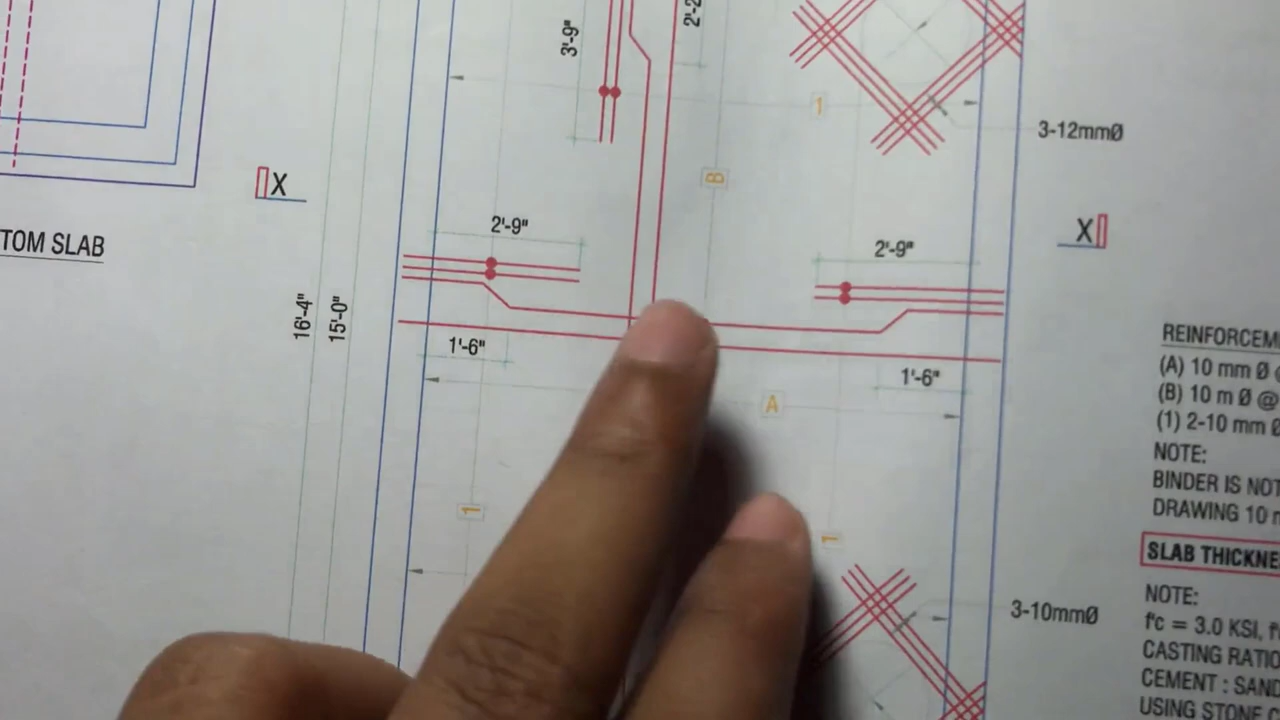 3'-9"
2'-2
1
3-12mmØ
B
X
X
2'-9"
2'-9"
TOM SLAB
16'-4"
15'-0"
1'-6"
1'-6"
A
1
1
3-10mmØ
REINFORCEM
(A) 10 mm Ø @
(B) 10 m Ø @
(1) 2-10 mm Ø
NOTE:
BINDER IS NOT
DRAWING 10
SLAB THICKNE
NOTE:
f'c = 3.0 KSI, f
CASTING RATIO
CEMENT : SAND
USING STONE C